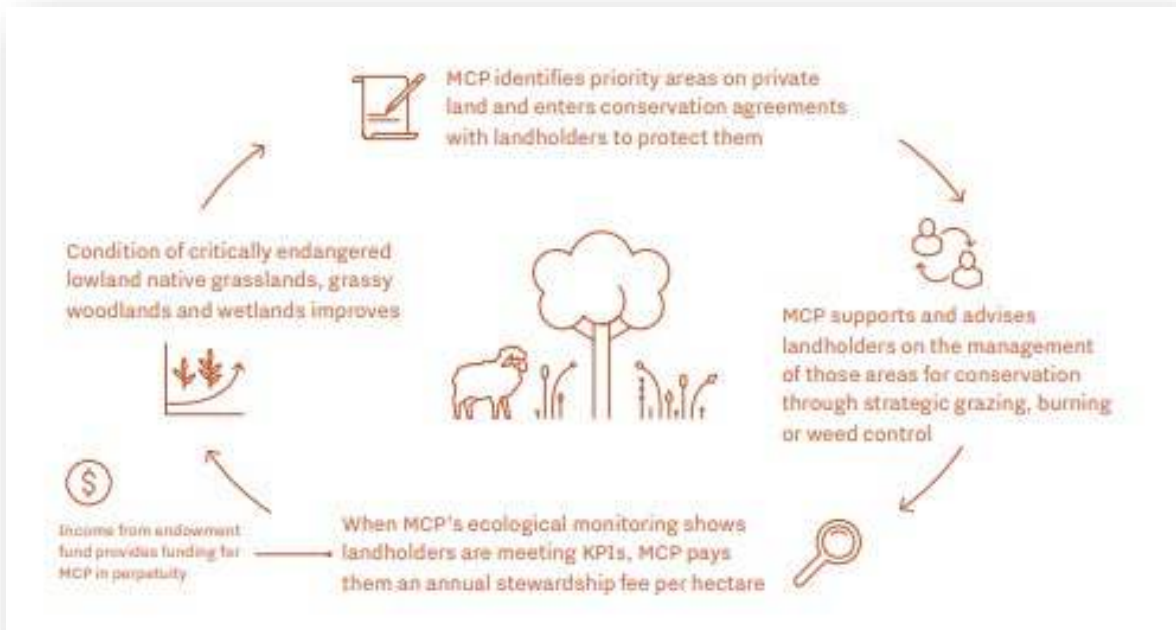 MCP identifies priority areas on private
land and enters conservation agreements
with landholders to protect them
MCP supports and advises
landholders on the management
of those areas for conservation
through strategic grazing, burning
or weed control
When MCP's ecological monitoring shows
landholders are meeting KPIs, MCP pays
them an annual stewardship fee per hectare
$
Income from endowment
fund provides funding for
MCP in perpetuity
Condition of critically endangered
lowland native grasslands, grassy
woodlands and wetlands improves